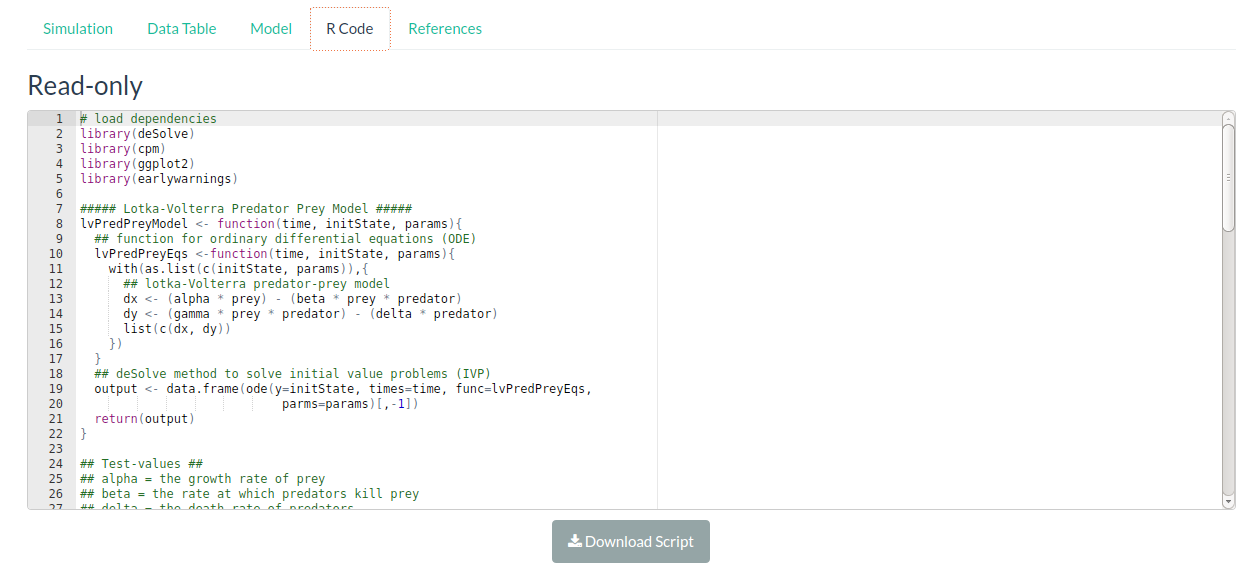 Simulation Data Table Model R Code References
Read-only
1 # load dependencies
2 library(deSolve)
3 library(cpm)
4 library(ggplot2)
5 library(earlywarnings)
6
7 ##### Lotka-Volterra Predator Prey Model #####
8 lvPredPreyModel <- function(time, initState, params){
9   ## function for ordinary differential equations (ODE)
10   lvPredPreyEqs <-function(time, initState, params){
11     with(as.list(c(initState, params)),{
12       ## lotka-Volterra predator-prey model
13       dx <- (alpha * prey) - (beta * prey * predator)
14       dy <- (gamma * prey * predator) - (delta * predator)
15       list(c(dx, dy))
16     })
17   }
18   ## deSolve method to solve initial value problems (IVP)
19   output <- data.frame(ode(y=initState, times=time, func=lvPredPreyEqs,
20                             parms=params)[,-1])
21   return(output)
22 }
23
24 ## Test-values ##
25 ## alpha = the growth rate of prey
26 ## beta = the rate at which predators kill prey
27 ## delta = the death rate of predators
Download Script